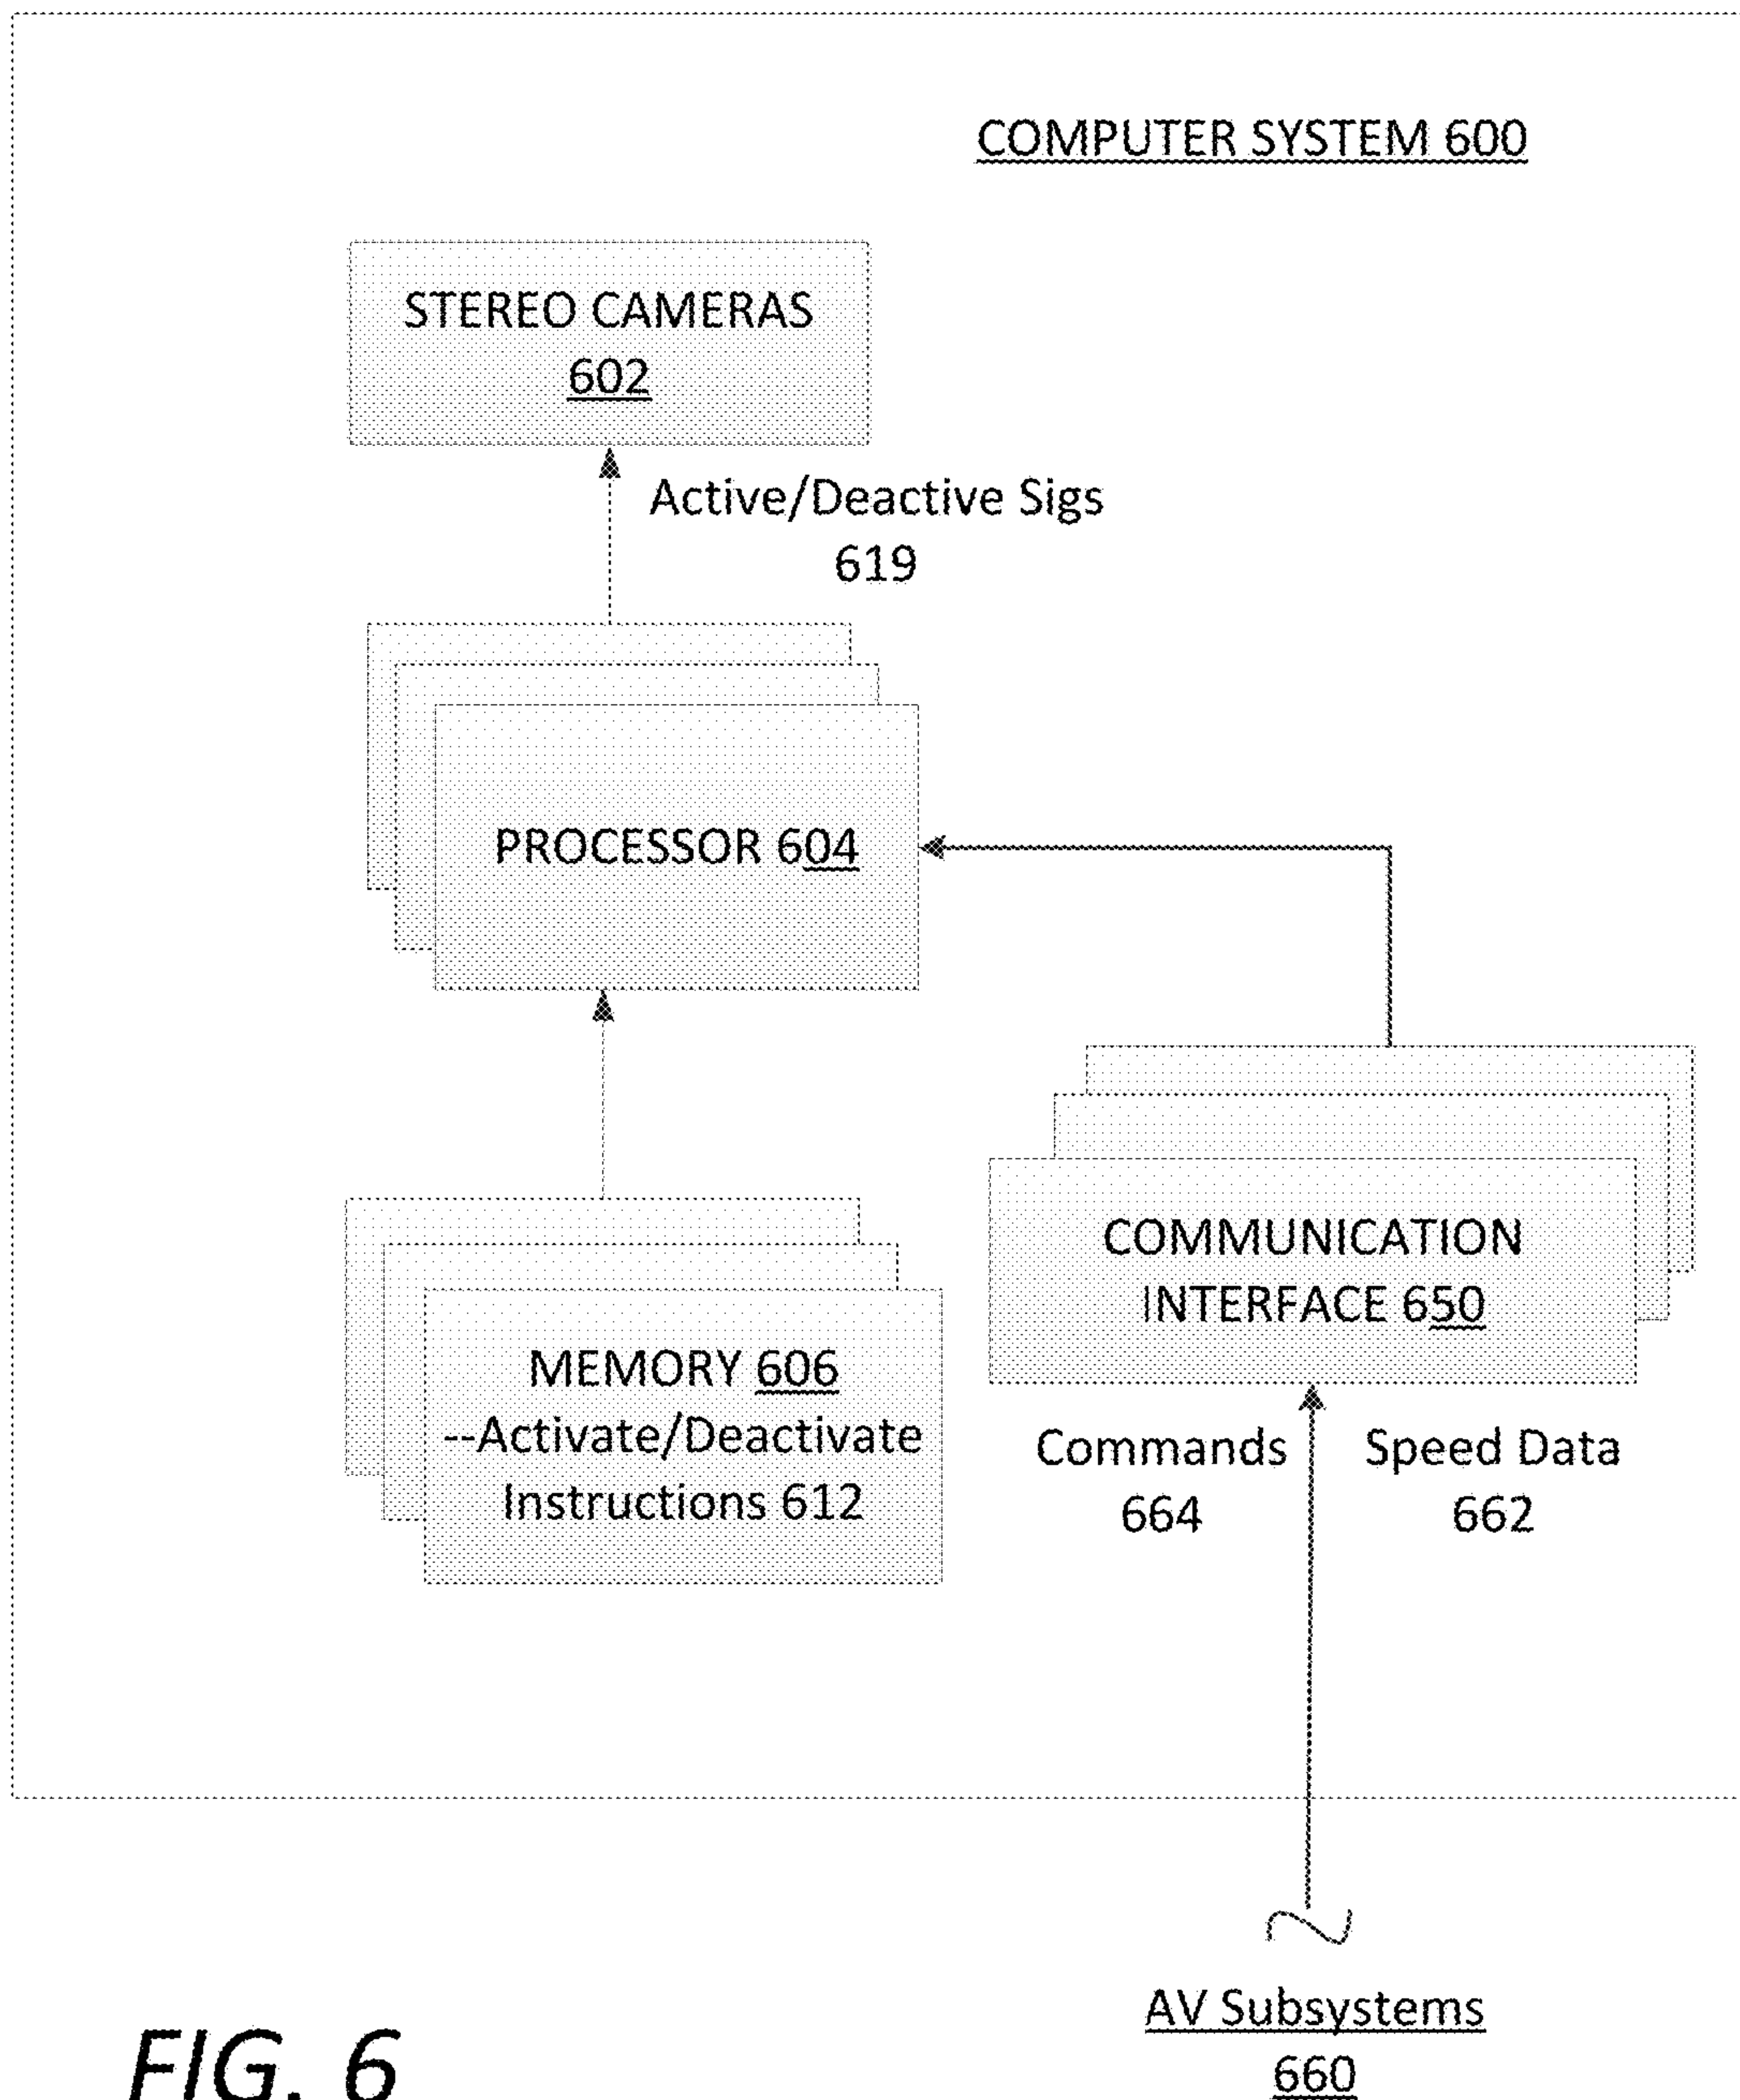 COMPUTER SYSTEM 600
STEREO CAMERAS
602
Active/Deactive Sigs
619
PROCESSOR 604
COMMUNICATION
INTERFACE 650
MEMORY 606
--Activate/Deactivate
Instructions 612
Commands
664
Speed Data
662
AV Subsystems
660
FIG. 6